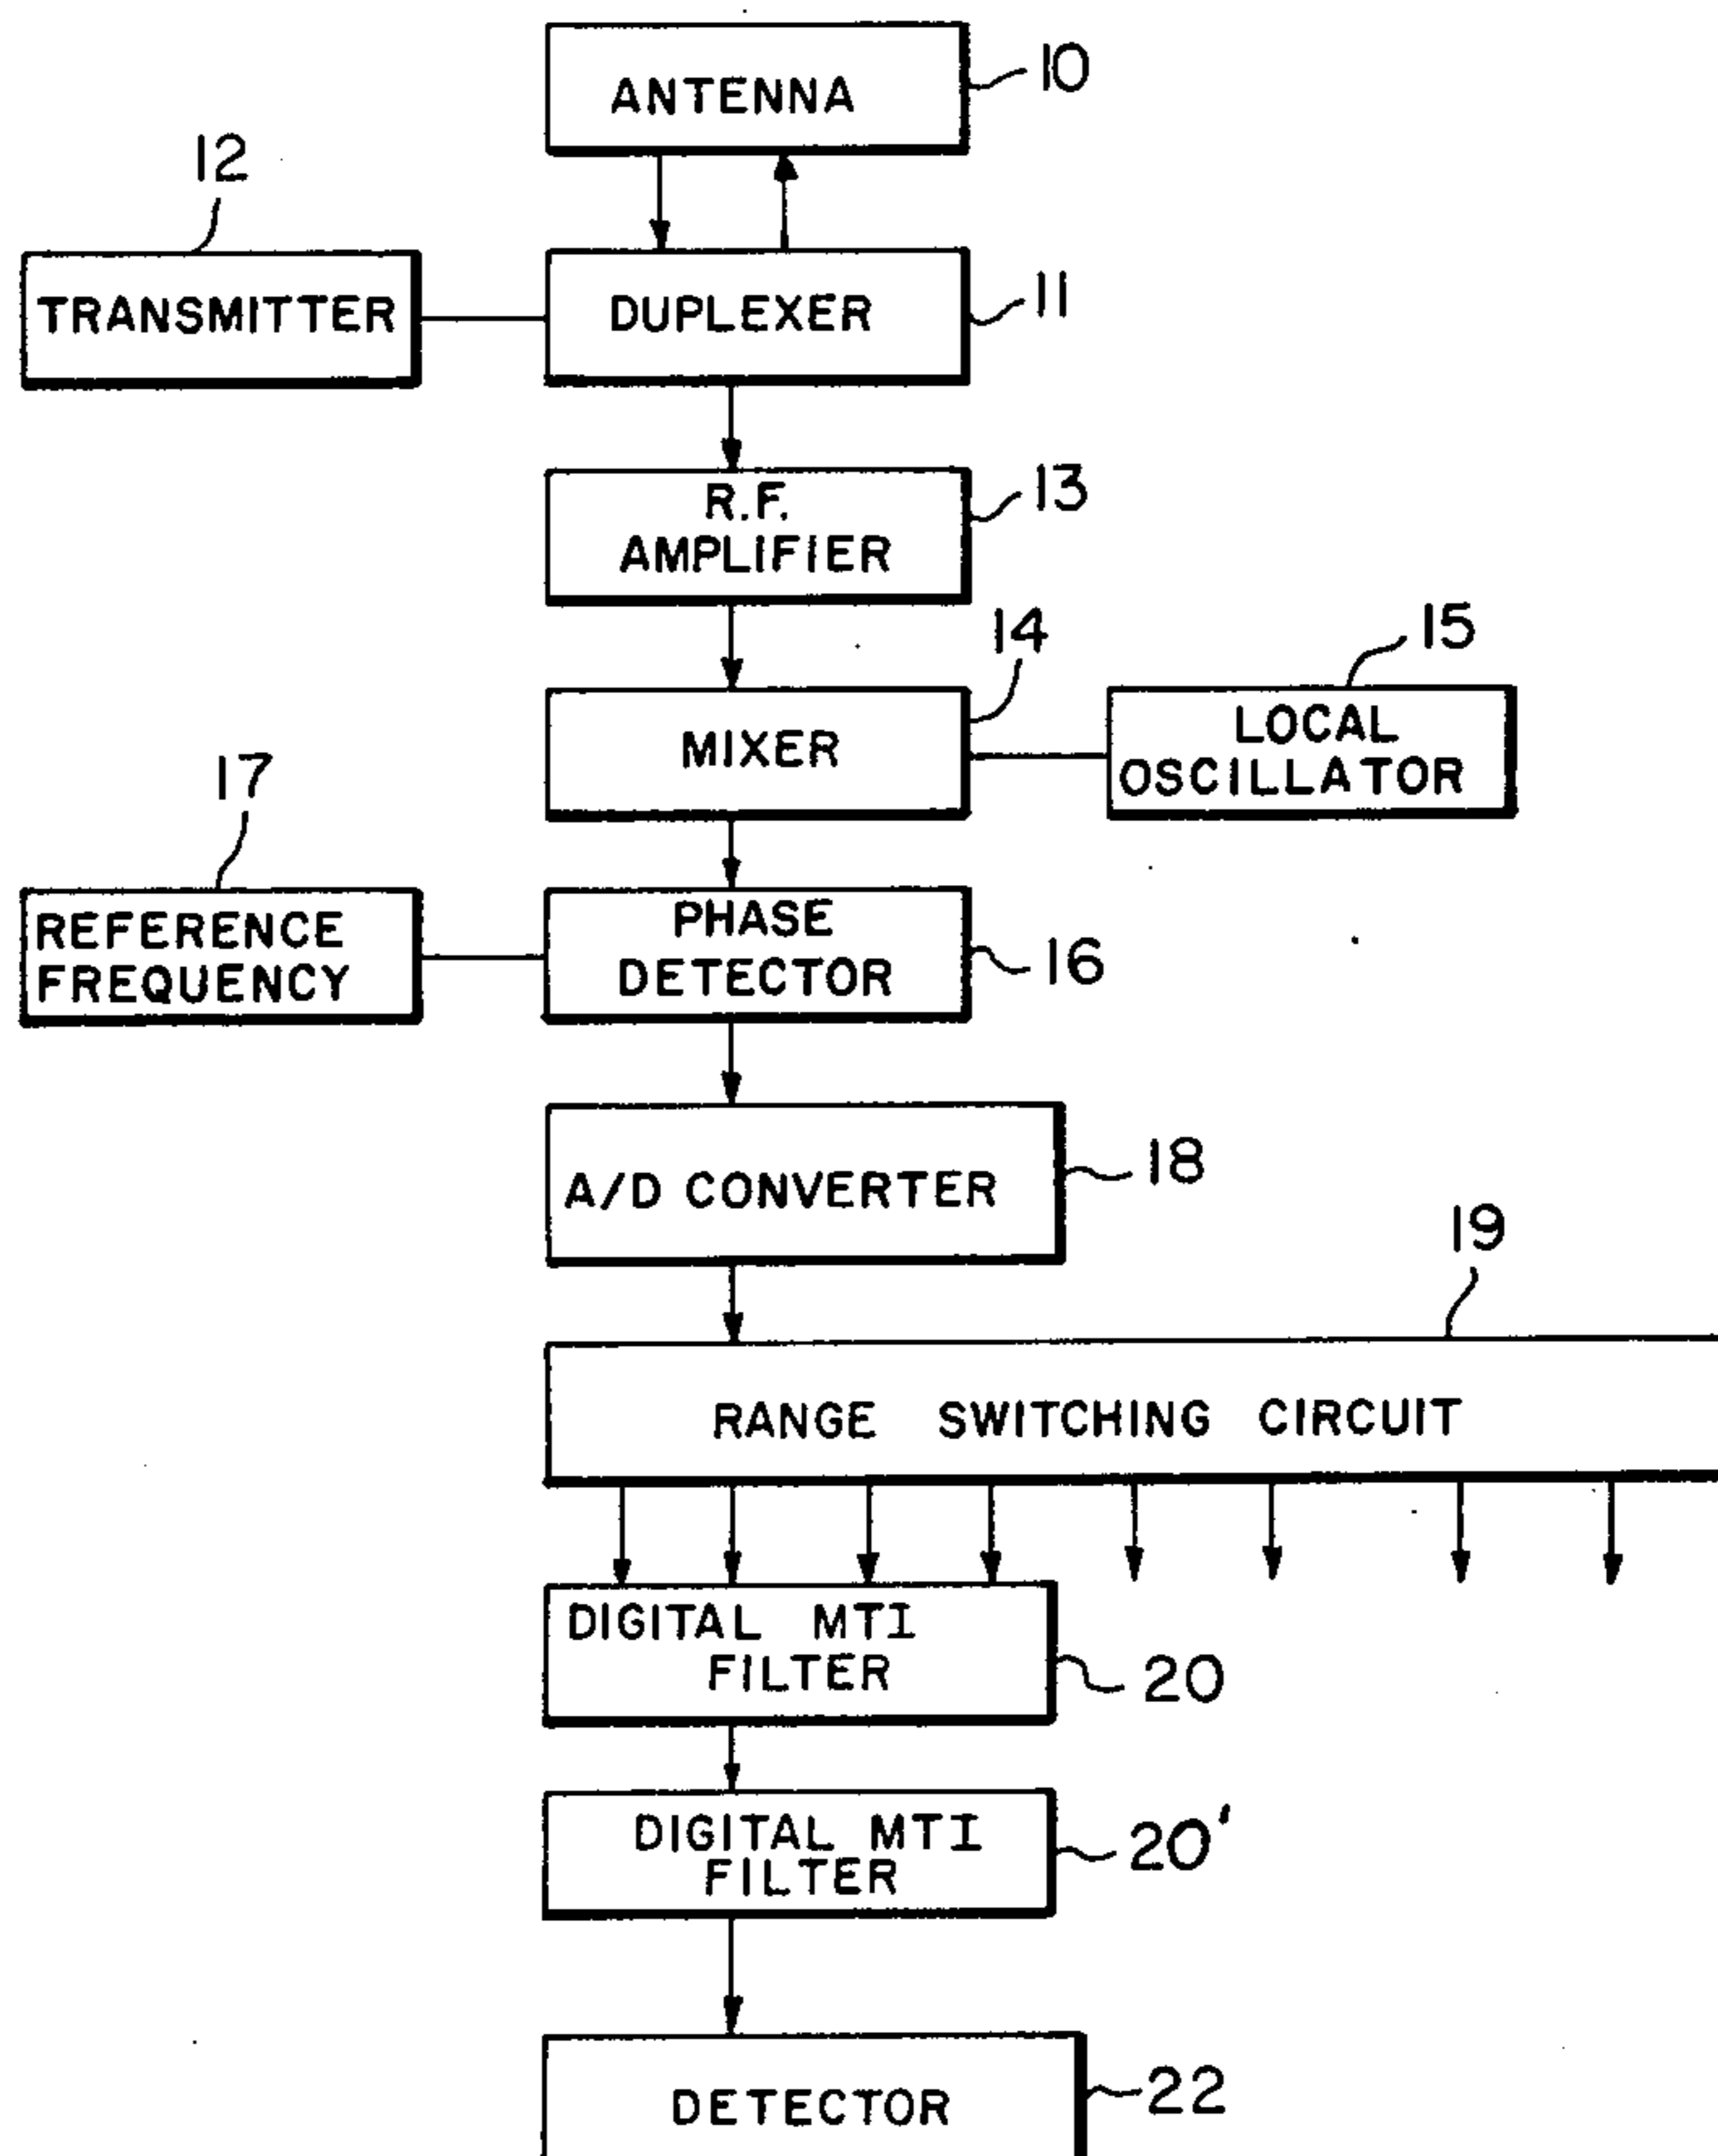 ANTENNA
10
12
TRANSMITTER
DUPLEXER
11
R.F.
AMPLIFIER
13
14
MIXER
15
LOCAL
OSCILLATOR
17
REFERENCE
FREQUENCY
PHASE
DETECTOR
16
A/D CONVERTER
18
19
RANGE SWITCHING CIRCUIT
DIGITAL MTI
FILTER
20
DIGITAL MTI
FILTER
20'
DETECTOR
22